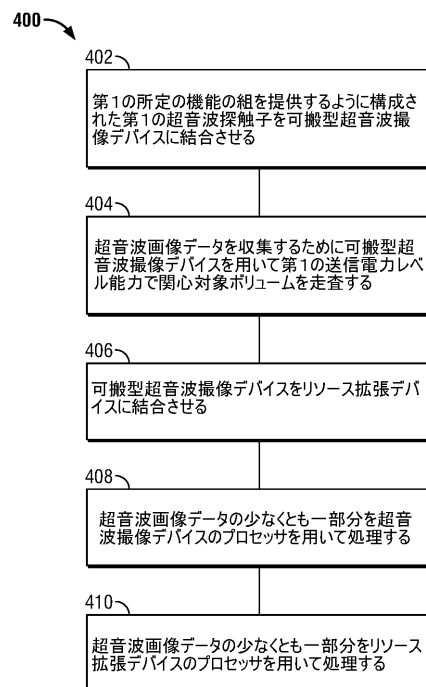 400
402
第1の所定の機能の組を提供するように構成さ
れた第1の超音波探触子を可搬型超音波撮
像デバイスに結合させる
404
超音波画像データを収集するために可搬型超
音波撮像デバイスを用いて第1の送信電力レベ
ル能力で関心対象ボリュームを走査する
406
可搬型超音波撮像デバイスをリソース拡張デバ
イスに結合させる
408
超音波画像データの少なくとも一部分を超音
波撮像デバイスのプロセッサを用いて処理する
410
超音波画像データの少なくとも一部分をリソース
拡張デバイスのプロセッサを用いて処理する